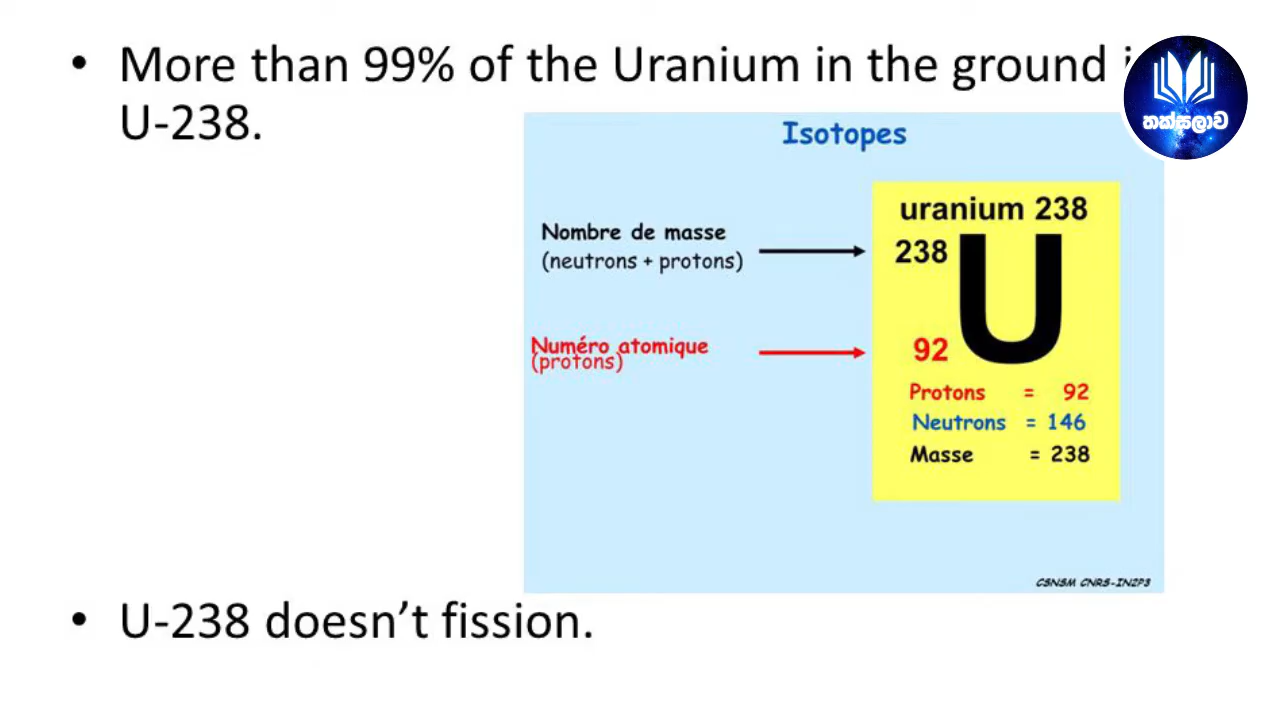 • More than 99% of the Uranium in the ground
U-238.
තක්සලාව
Isotopes
uranium 238
Nombre de masse
238
U
(neutrons + protons)
Numéro atomique
92
(protons)
Protons = 92
Neutrons = 146
Masse = 238
CSNSM CNRS-IN2P3
• U-238 doesn’t fission.